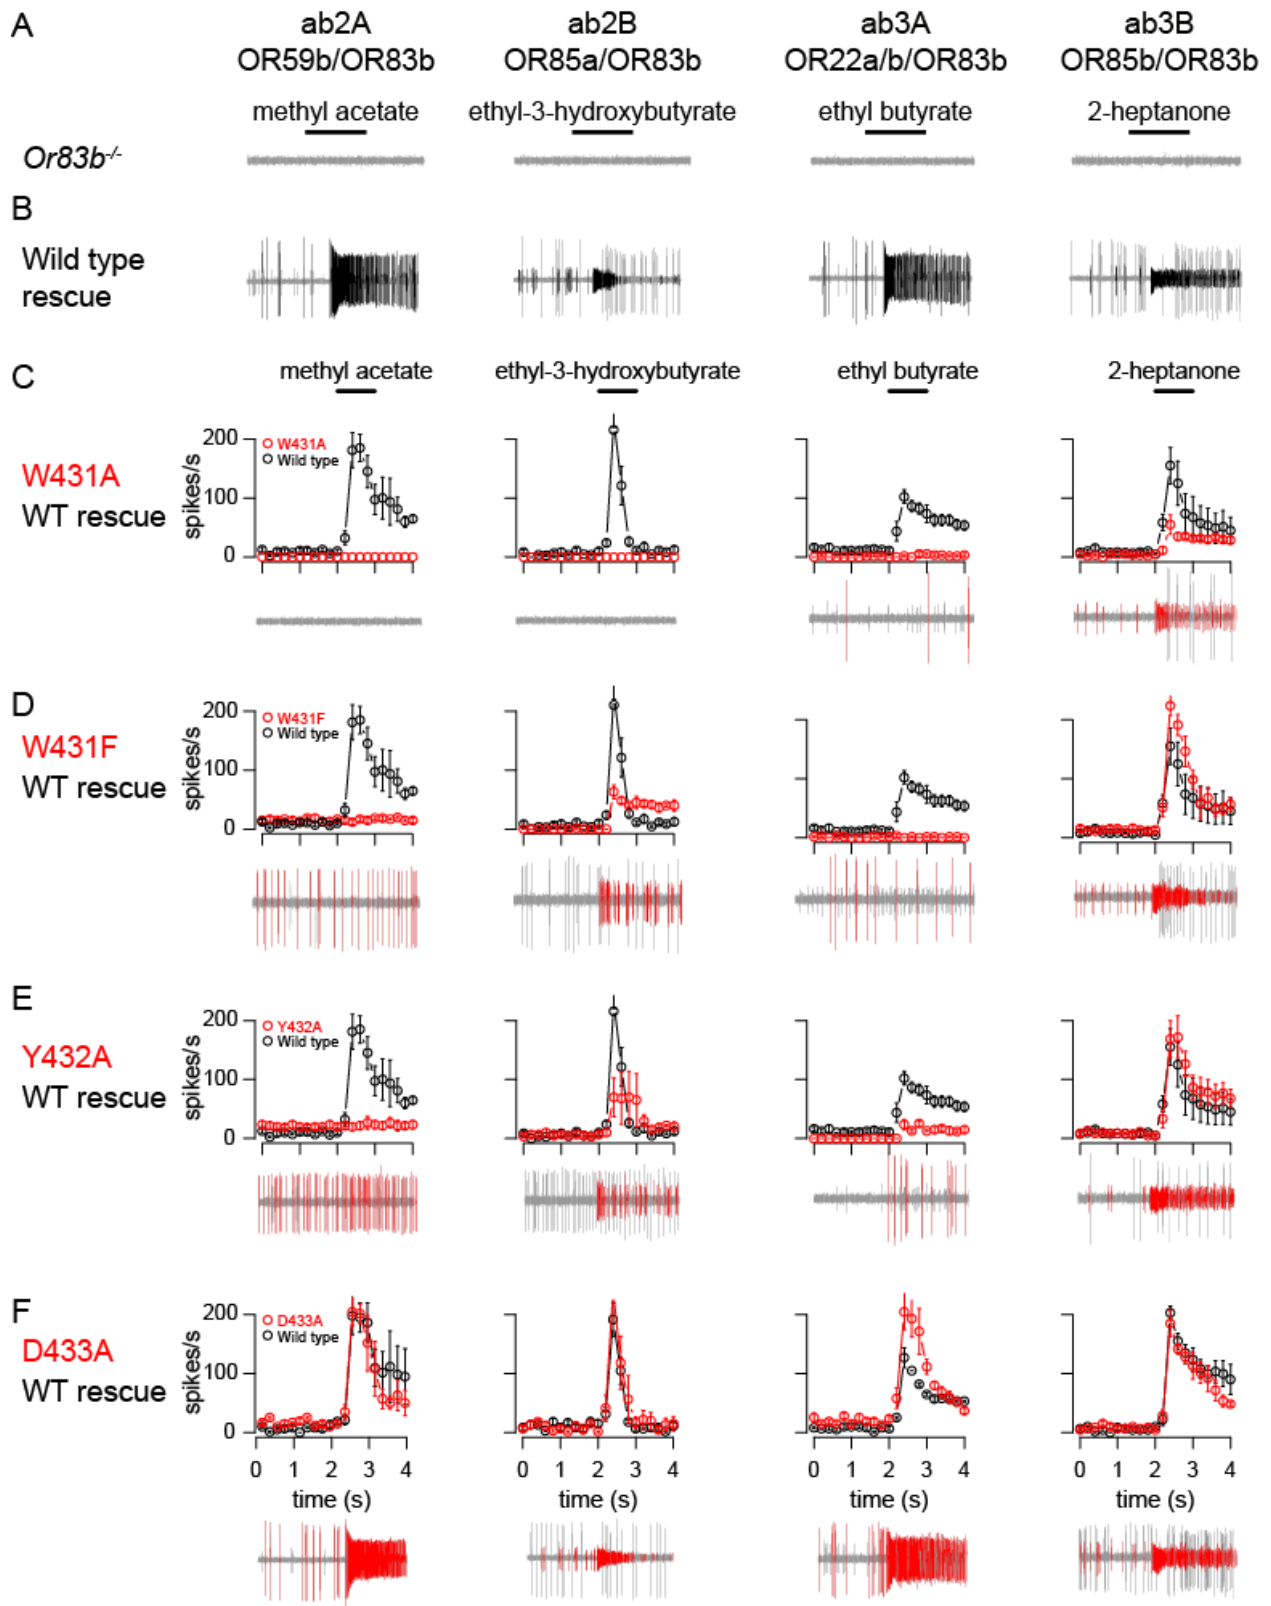 A
ab2A ab2B ab3A ab3B
OR59b/OR83b OR85a/OR83b OR22a/b/OR83b OR85b/OR83b
methyl acetate ethyl-3-hydroxybutyrate ethyl butyrate 2-heptanone
Or83b-/-
B
Wild type
rescue
C
methyl acetate ethyl-3-hydroxybutyrate ethyl butyrate 2-heptanone
W431A
WT rescue
spikes/s
200
100
0
W431A
Wild type
D
W431F
WT rescue
spikes/s
200
100
0
W431F
Wild type
E
Y432A
WT rescue
spikes/s
200
100
0
Y432A
Wild type
F
D433A
WT rescue
spikes/s
200
100
0
D433A
Wild type
0 1 2 3 4 0 1 2 3 4 0 1 2 3 4 0 1 2 3 4
time (s) time (s) time (s) time (s)